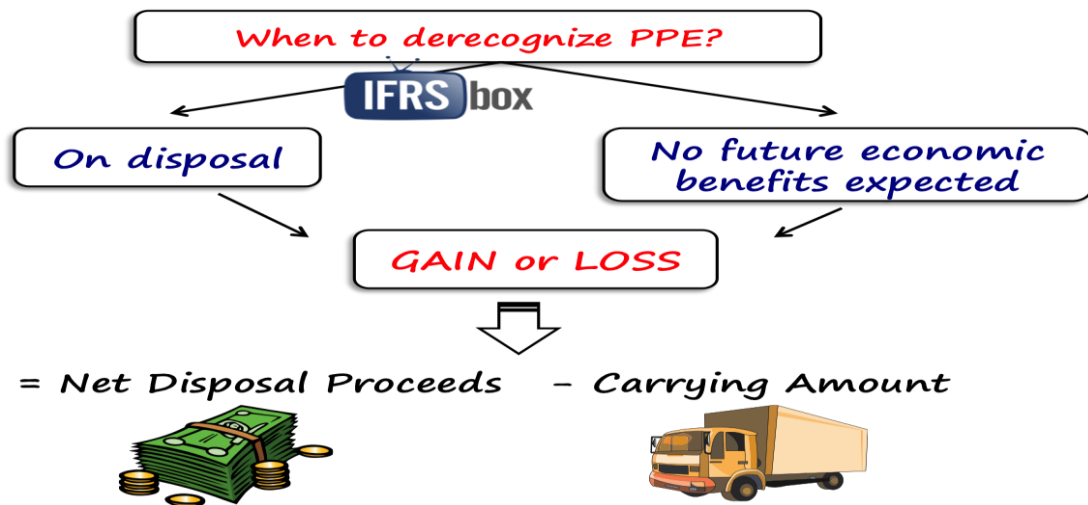 When to derecognize PPE?
IFRS box
On disposal
No future economic
benefits expected
GAIN or LOSS
= Net Disposal Proceeds - Carrying Amount